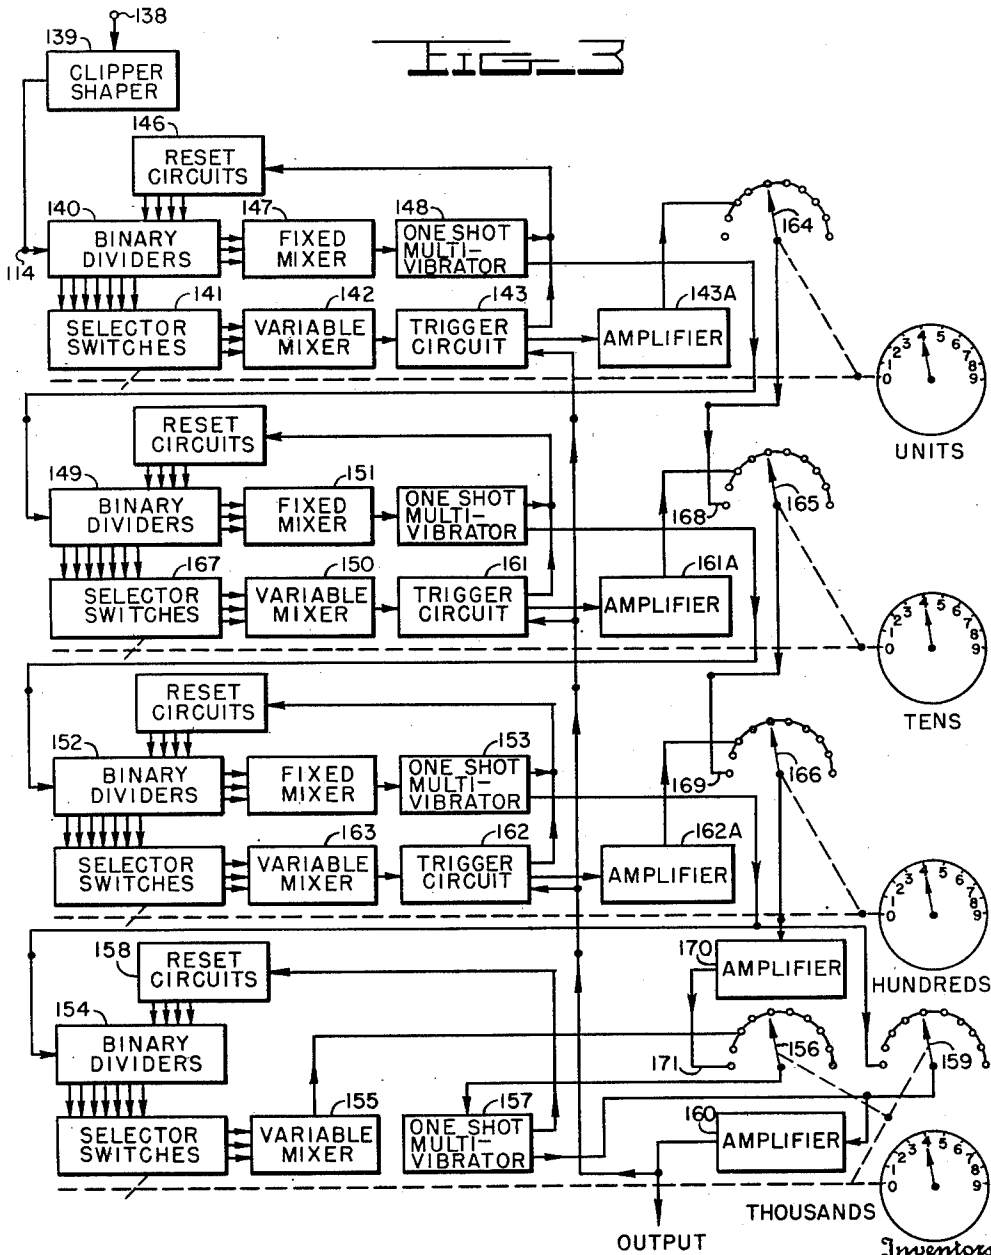 138
139
FIG_3
CLIPPER
SHAPER
146
RESET
CIRCUITS
140
147
148
164
BINARY
DIVIDERS
FIXED
MIXER
ONE SHOT
MULTI-
VIBRATOR
114
141
142
143
143A
SELECTOR
SWITCHES
VARIABLE
MIXER
TRIGGER
CIRCUIT
AMPLIFIER
0 1 2 3 4 5 6 7 8 9
UNITS
RESET
CIRCUITS
149
151
165
BINARY
DIVIDERS
FIXED
MIXER
ONE SHOT
MULTI-
VIBRATOR
168
167
150
161
161A
SELECTOR
SWITCHES
VARIABLE
MIXER
TRIGGER
CIRCUIT
AMPLIFIER
0 1 2 3 4 5 6 7 8 9
TENS
RESET
CIRCUITS
152
153
166
BINARY
DIVIDERS
FIXED
MIXER
ONE SHOT
MULTI-
VIBRATOR
169
163
162
162A
SELECTOR
SWITCHES
VARIABLE
MIXER
TRIGGER
CIRCUIT
AMPLIFIER
0 1 2 3 4 5 6 7 8 9
HUNDREDS
158
RESET
CIRCUITS
170
AMPLIFIER
154
BINARY
DIVIDERS
171
156
159
155
157
160
SELECTOR
SWITCHES
VARIABLE
MIXER
ONE SHOT
MULTI-
VIBRATOR
AMPLIFIER
0 1 2 3 4 5 6 7 8 9
THOUSANDS
OUTPUT
Inventors